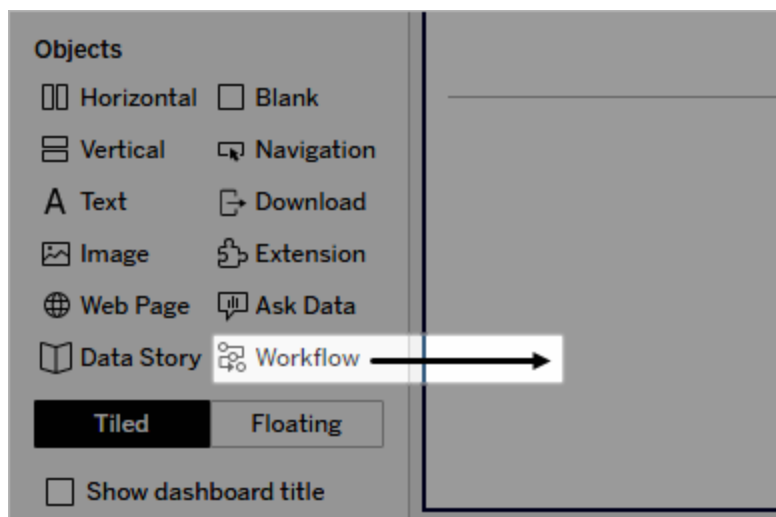 Objects
Horizontal Blank
Vertical Navigation
Text Download
Image Extension
Web Page Ask Data
Data Story Workflow
Tiled Floating
Show dashboard title